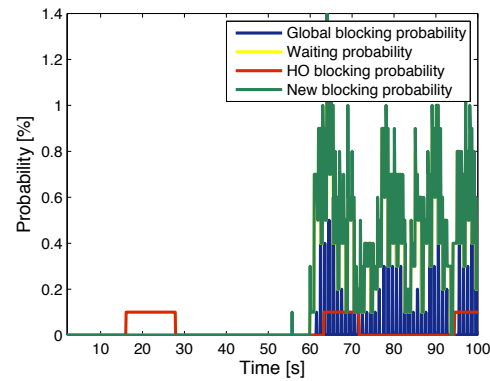 1.4
1.2
1
0.8
0.6
0.4
0.2
0
Probability [%]
Global blocking probability
Waiting probability
HO blocking probability
New blocking probability
10 20 30 40 50 60 70 80 90 100
Time [s]